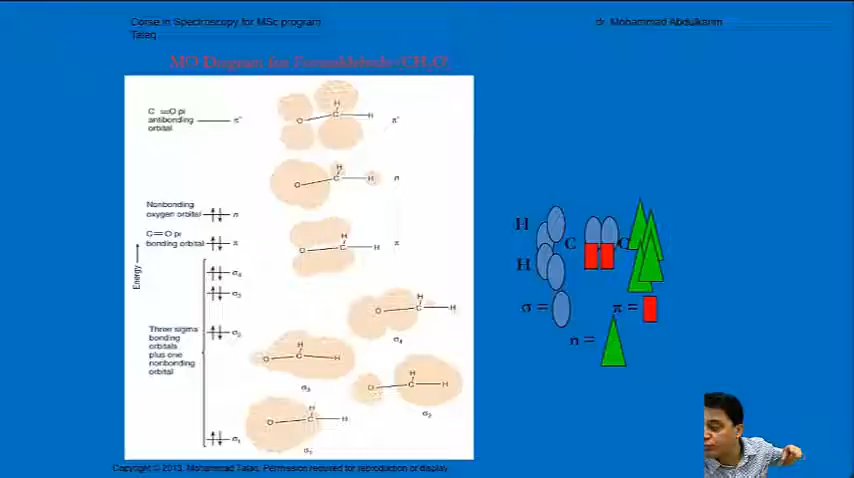 Corse in Spectroscopy for MSc program
Talaq
dr. Mohammad Abdulkarim
MO Diagram for Formaldehyde (CH2O)
C=O pi
antibonding
orbital
π*
H
O
C
H
π*
H
O
C
H
n
Nonbonding
oxygen orbital
n
C=O pi
bonding orbital
π
H
O
C
H
π
Energy
σ4
σ3
σ2
Three sigma
bonding
orbitals
plus one
nonbonding
orbital
σ1
H
O
C
H
σ4
H
O
C
H
σ3
H
O
C
H
σ2
H
O
C
H
σ1
H
C
O
H
σ =
π =
n =
Copyright © 2013, Mohammad Talaq. Permission required for reproduction or display